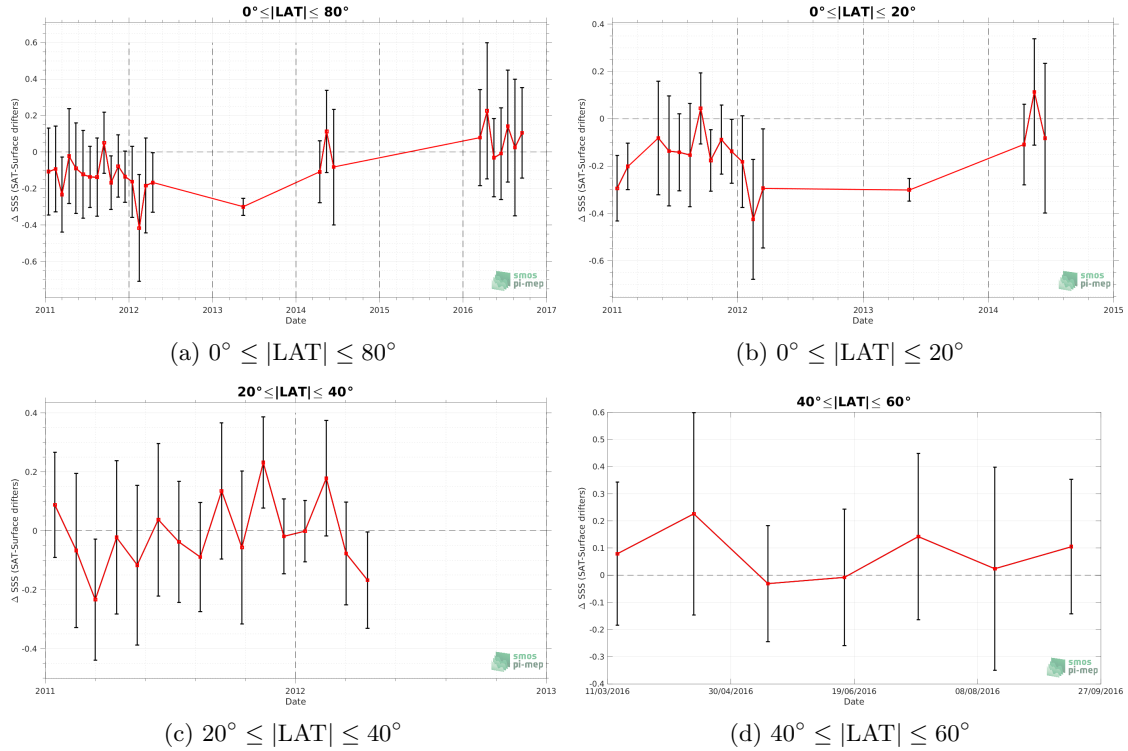 0°≤|LAT|≤ 80°
0.6
0.4
0.2
0
-0.2
-0.4
-0.6
Δ SSS (SAT-Surface drifters)
2011 2012 2013 2014 2015 2016 2017
Date
smos
pi-mep
(a) 0° ≤ |LAT| ≤ 80°
0°≤|LAT|≤ 20°
0.4
0.2
0
-0.2
-0.4
-0.6
Δ SSS (SAT-Surface drifters)
2011 2012 2013 2014 2015
Date
smos
pi-mep
(b) 0° ≤ |LAT| ≤ 20°
20°≤|LAT|≤ 40°
0.4
0.2
0
-0.2
-0.4
Δ SSS (SAT-Surface drifters)
2011 2012 2013
Date
smos
pi-mep
(c) 20° ≤ |LAT| ≤ 40°
40°≤|LAT|≤ 60°
0.6
0.5
0.4
0.3
0.2
0.1
0
-0.1
-0.2
-0.3
-0.4
Δ SSS (SAT-Surface drifters)
11/03/2016 30/04/2016 19/06/2016 08/08/2016 27/09/2016
Date
smos
pi-mep
(d) 40° ≤ |LAT| ≤ 60°